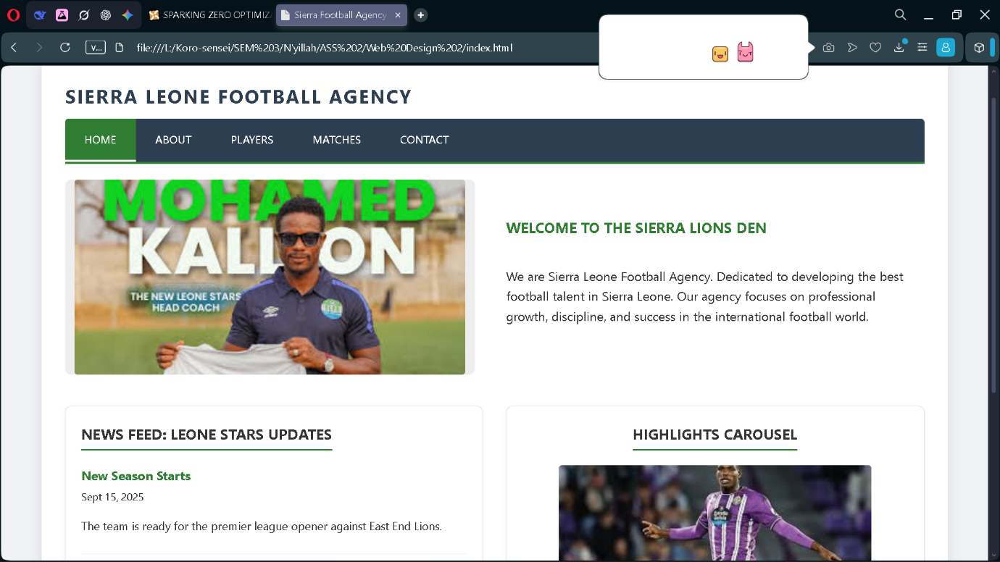 SPARKING ZERO OPTIMIZ
Sierra Football Agency
v...
file:///L:/Koro-sensei/SEM%203/N'yillah/ASS%202/Web%20Design%202/index.html
SIERRA LEONE FOOTBALL AGENCY
HOME
ABOUT
PLAYERS
MATCHES
CONTACT
MOHAMED
KALLON
THE NEW LEONE STARS
HEAD COACH
WELCOME TO THE SIERRA LIONS DEN
We are Sierra Leone Football Agency. Dedicated to developing the best
football talent in Sierra Leone. Our agency focuses on professional
growth, discipline, and success in the international football world.
NEWS FEED: LEONE STARS UPDATES
New Season Starts
Sept 15, 2025
The team is ready for the premier league opener against East End Lions.
HIGHLIGHTS CAROUSEL